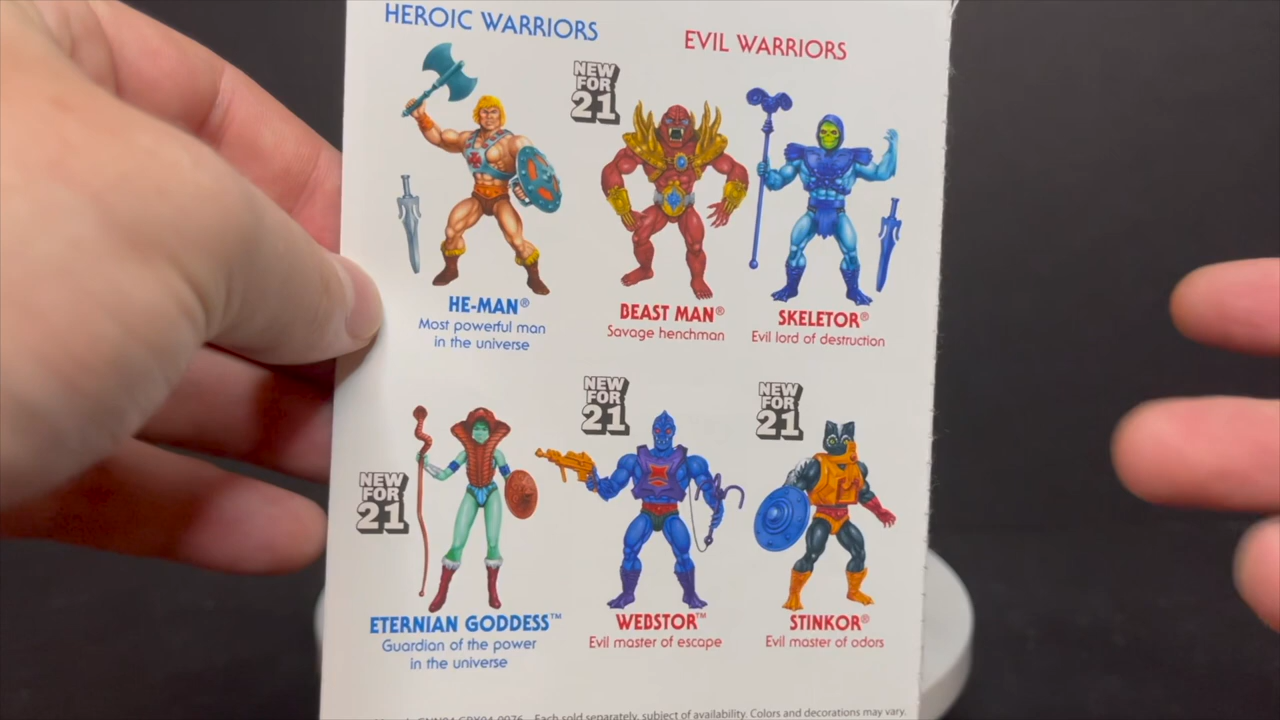 HEROIC WARRIORS
EVIL WARRIORS
NEW
FOR
21
HE-MAN®
Most powerful man
in the universe
BEAST MAN®
Savage henchman
SKELETOR®
Evil lord of destruction
NEW
FOR
21
NEW
FOR
21
NEW
FOR
21
ETERNIAN GODDESS™
Guardian of the power
in the universe
WEBSTOR™
Evil master of escape
STINKOR®
Evil master of odors
Each sold separately, subject of availability. Colors and decorations may vary.